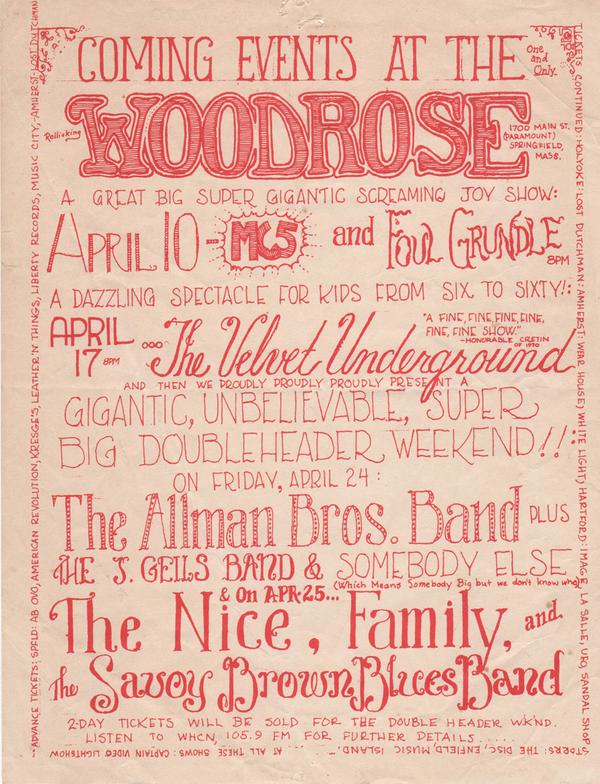 COMING EVENTS AT THE
One and Only
Rollicking
WOODROSE
1700 MAIN ST.
(PARAMOUNT)
SPRINGFIELD,
MASS.
A GREAT BIG SUPER GIGANTIC SCREAMING JOY SHOW:
APRIL 10 - MC5 and FOUL GRUNDLE
8PM
A DAZZLING SPECTACLE FOR KIDS FROM SIX TO SIXTY!:
"A FINE, FINE, FINE, FINE,
FINE, FINE SHOW."
-HONORABLE CRETIN
OF 1970
APRIL
17 8PM ... The Velvet Underground
AND THEN WE PROUDLY PROUDLY PROUDLY PRESENT A
GIGANTIC, UNBELIEVABLE, SUPER
BIG DOUBLEHEADER WEEKEND!!:
ON FRIDAY, APRIL 24:
The Allman Bros. Band PLUS
THE J. GEILS BAND & SOMEBODY ELSE
(Which Means Somebody Big but we don't know who)
& On APR. 25...
The Nice, Family, and
the Savoy Brown Blues Band
2-DAY TICKETS WILL BE SOLD FOR THE DOUBLE HEADER WK'ND.
LISTEN TO WHCN 105.9 FM FOR FURTHER DETAILS.....
ADVANCE TICKETS: SPFLD: AB OVO, AMERICAN REVOLUTION, KRESGE'S, LEATHER 'N THINGS, LIBERTY RECORDS, MUSIC CITY, -AMHERST-LOST DUTCHMAN
TICKETS CONTINUED: HOLYOKE: LOST DUTCHMAN: AMHERST: (WEAR HOUSE) WHITE LIGHT; HARTFORD: IMAGE, LA SALLE, URO, SANDAL SHOP
STORRS: THE DISC, ENFIELD, MUSIC ISLAND,
AT ALL THESE SHOWS: CAPTAIN VIDEO LIGHTSHOW